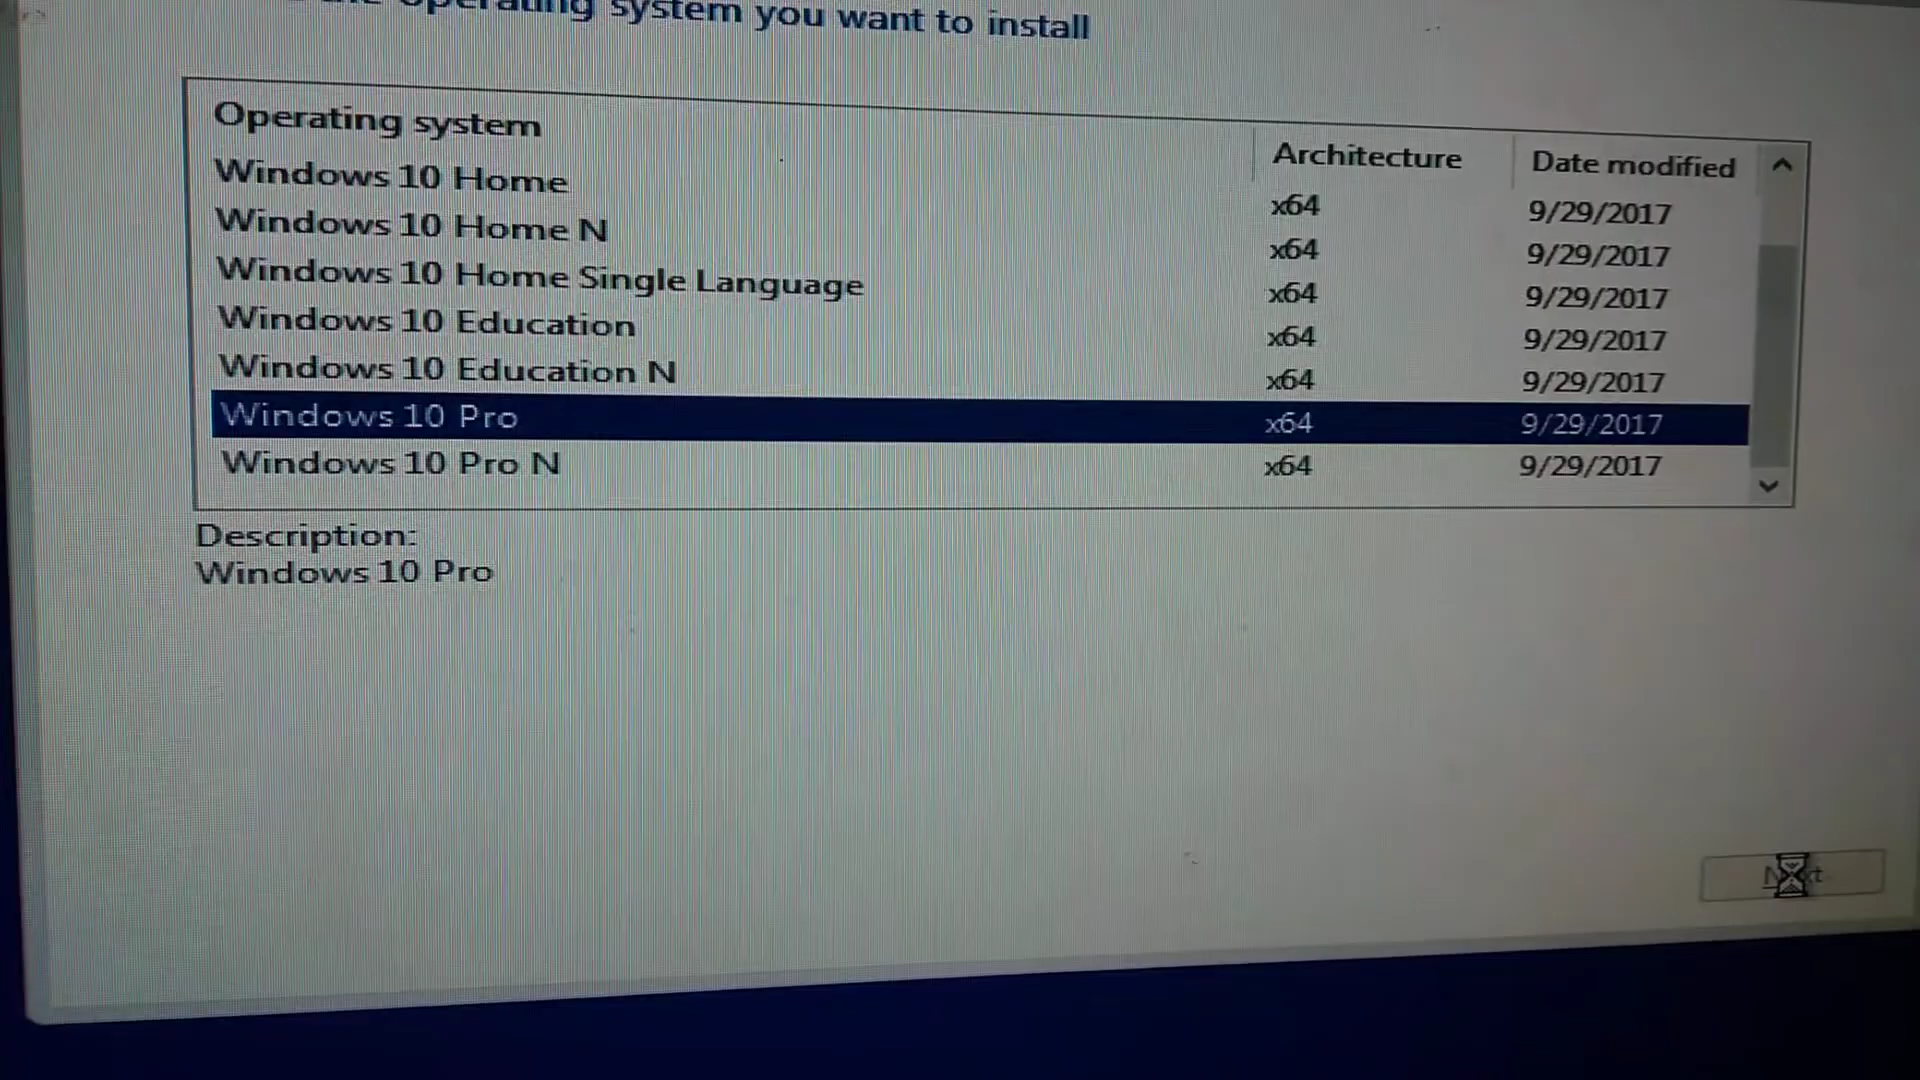 operating system you want to install
Operating system Architecture Date modified
Windows 10 Home x64 9/29/2017
Windows 10 Home N x64 9/29/2017
Windows 10 Home Single Language x64 9/29/2017
Windows 10 Education x64 9/29/2017
Windows 10 Education N x64 9/29/2017
Windows 10 Pro x64 9/29/2017
Windows 10 Pro N x64 9/29/2017
Description:
Windows 10 Pro